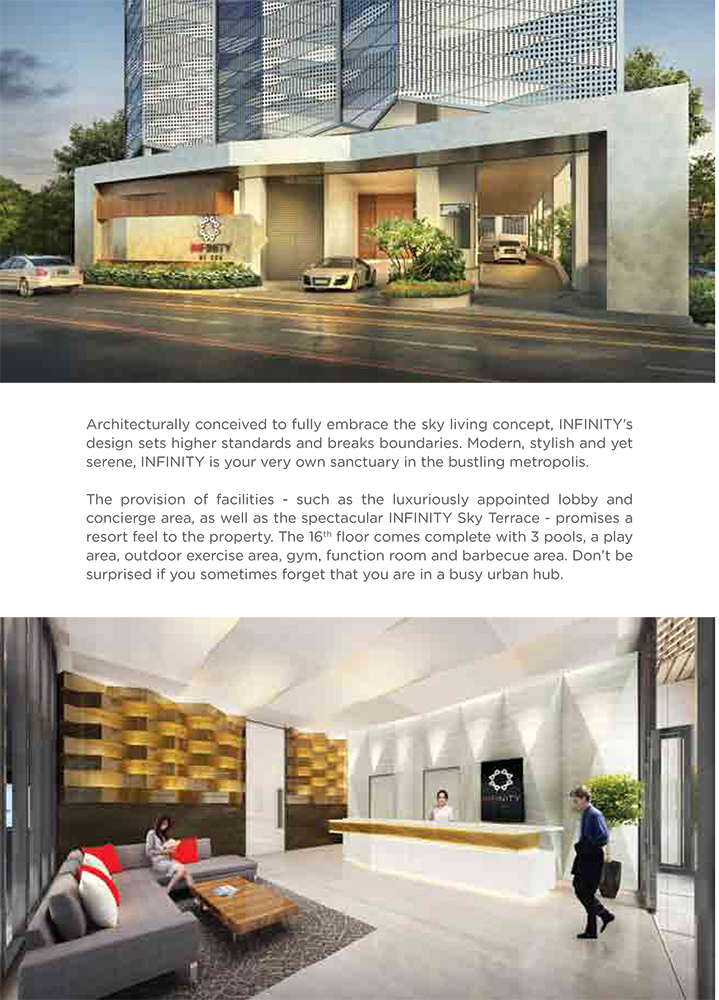 INFINITY
Architecturally conceived to fully embrace the sky living concept, INFINITY’s
design sets higher standards and breaks boundaries. Modern, stylish and yet
serene, INFINITY is your very own sanctuary in the bustling metropolis.
The provision of facilities - such as the luxuriously appointed lobby and
concierge area, as well as the spectacular INFINITY Sky Terrace - promises a
resort feel to the property. The 16th floor comes complete with 3 pools, a play
area, outdoor exercise area, gym, function room and barbecue area. Don’t be
surprised if you sometimes forget that you are in a busy urban hub.
INFINITY